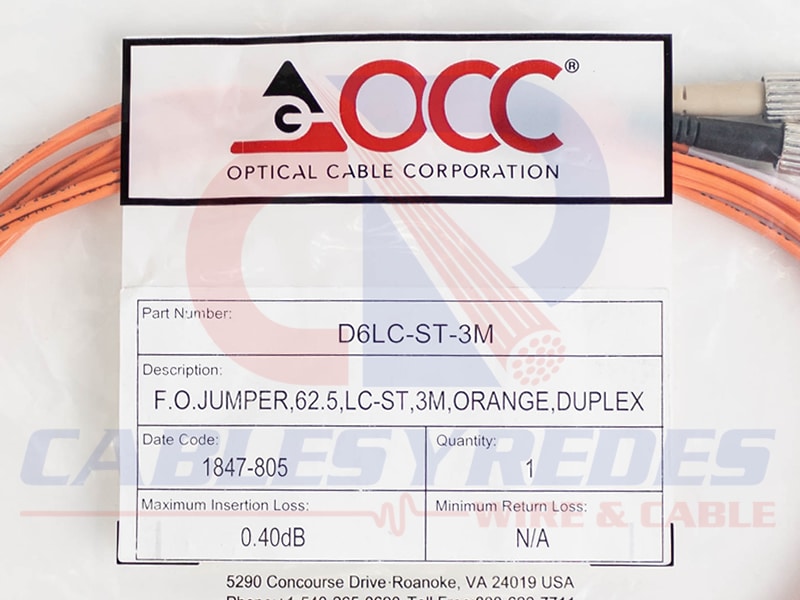 OCC®
OPTICAL CABLE CORPORATION
Part Number:
D6LC-ST-3M
Description:
F.O.JUMPER,62.5,LC-ST,3M,ORANGE,DUPLEX
Date Code:
1847-805
Quantity:
1
CABLESYREDES
WIRE & CABLE
Maximum Insertion Loss:
0.40dB
Minimum Return Loss:
N/A
5290 Concourse Drive·Roanoke, VA 24019 USA